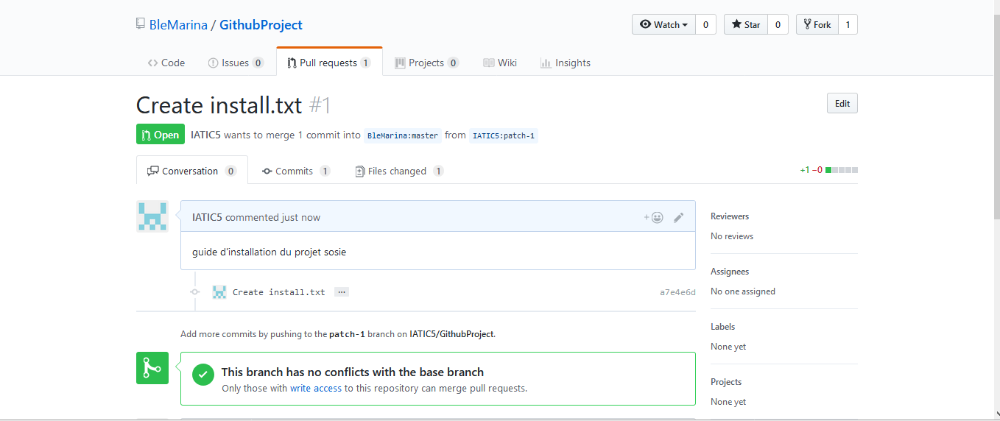 BleMarina / GithubProject
Watch 0 Star 0 Fork 1
Code Issues 0 Pull requests 1 Projects 0 Wiki Insights
Create install.txt #1
Edit
Open IATIC5 wants to merge 1 commit into BleMarina:master from IATIC5:patch-1
Conversation 0 Commits 1 Files changed 1
+1 −0
IATIC5 commented just now
guide d'installation du projet sosie
Create install.txt ... a7e4e6d
Add more commits by pushing to the patch-1 branch on IATIC5/GithubProject.
This branch has no conflicts with the base branch
Only those with write access to this repository can merge pull requests.
Reviewers
No reviews
Assignees
No one assigned
Labels
None yet
Projects
None yet